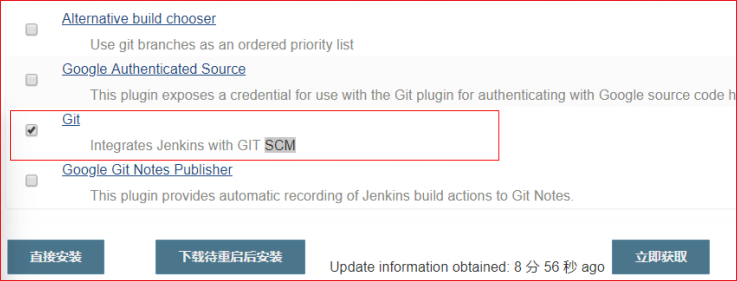 Alternative build chooser
Use git branches as an ordered priority list
Google Authenticated Source
This plugin exposes a credential for use with the Git plugin for authenticating with Google source code h
Git
Integrates Jenkins with GIT SCM
Google Git Notes Publisher
This plugin provides automatic recording of Jenkins build actions to Git Notes.
直接安装 下载待重启后安装 Update information obtained: 8 分 56 秒 ago 立即获取